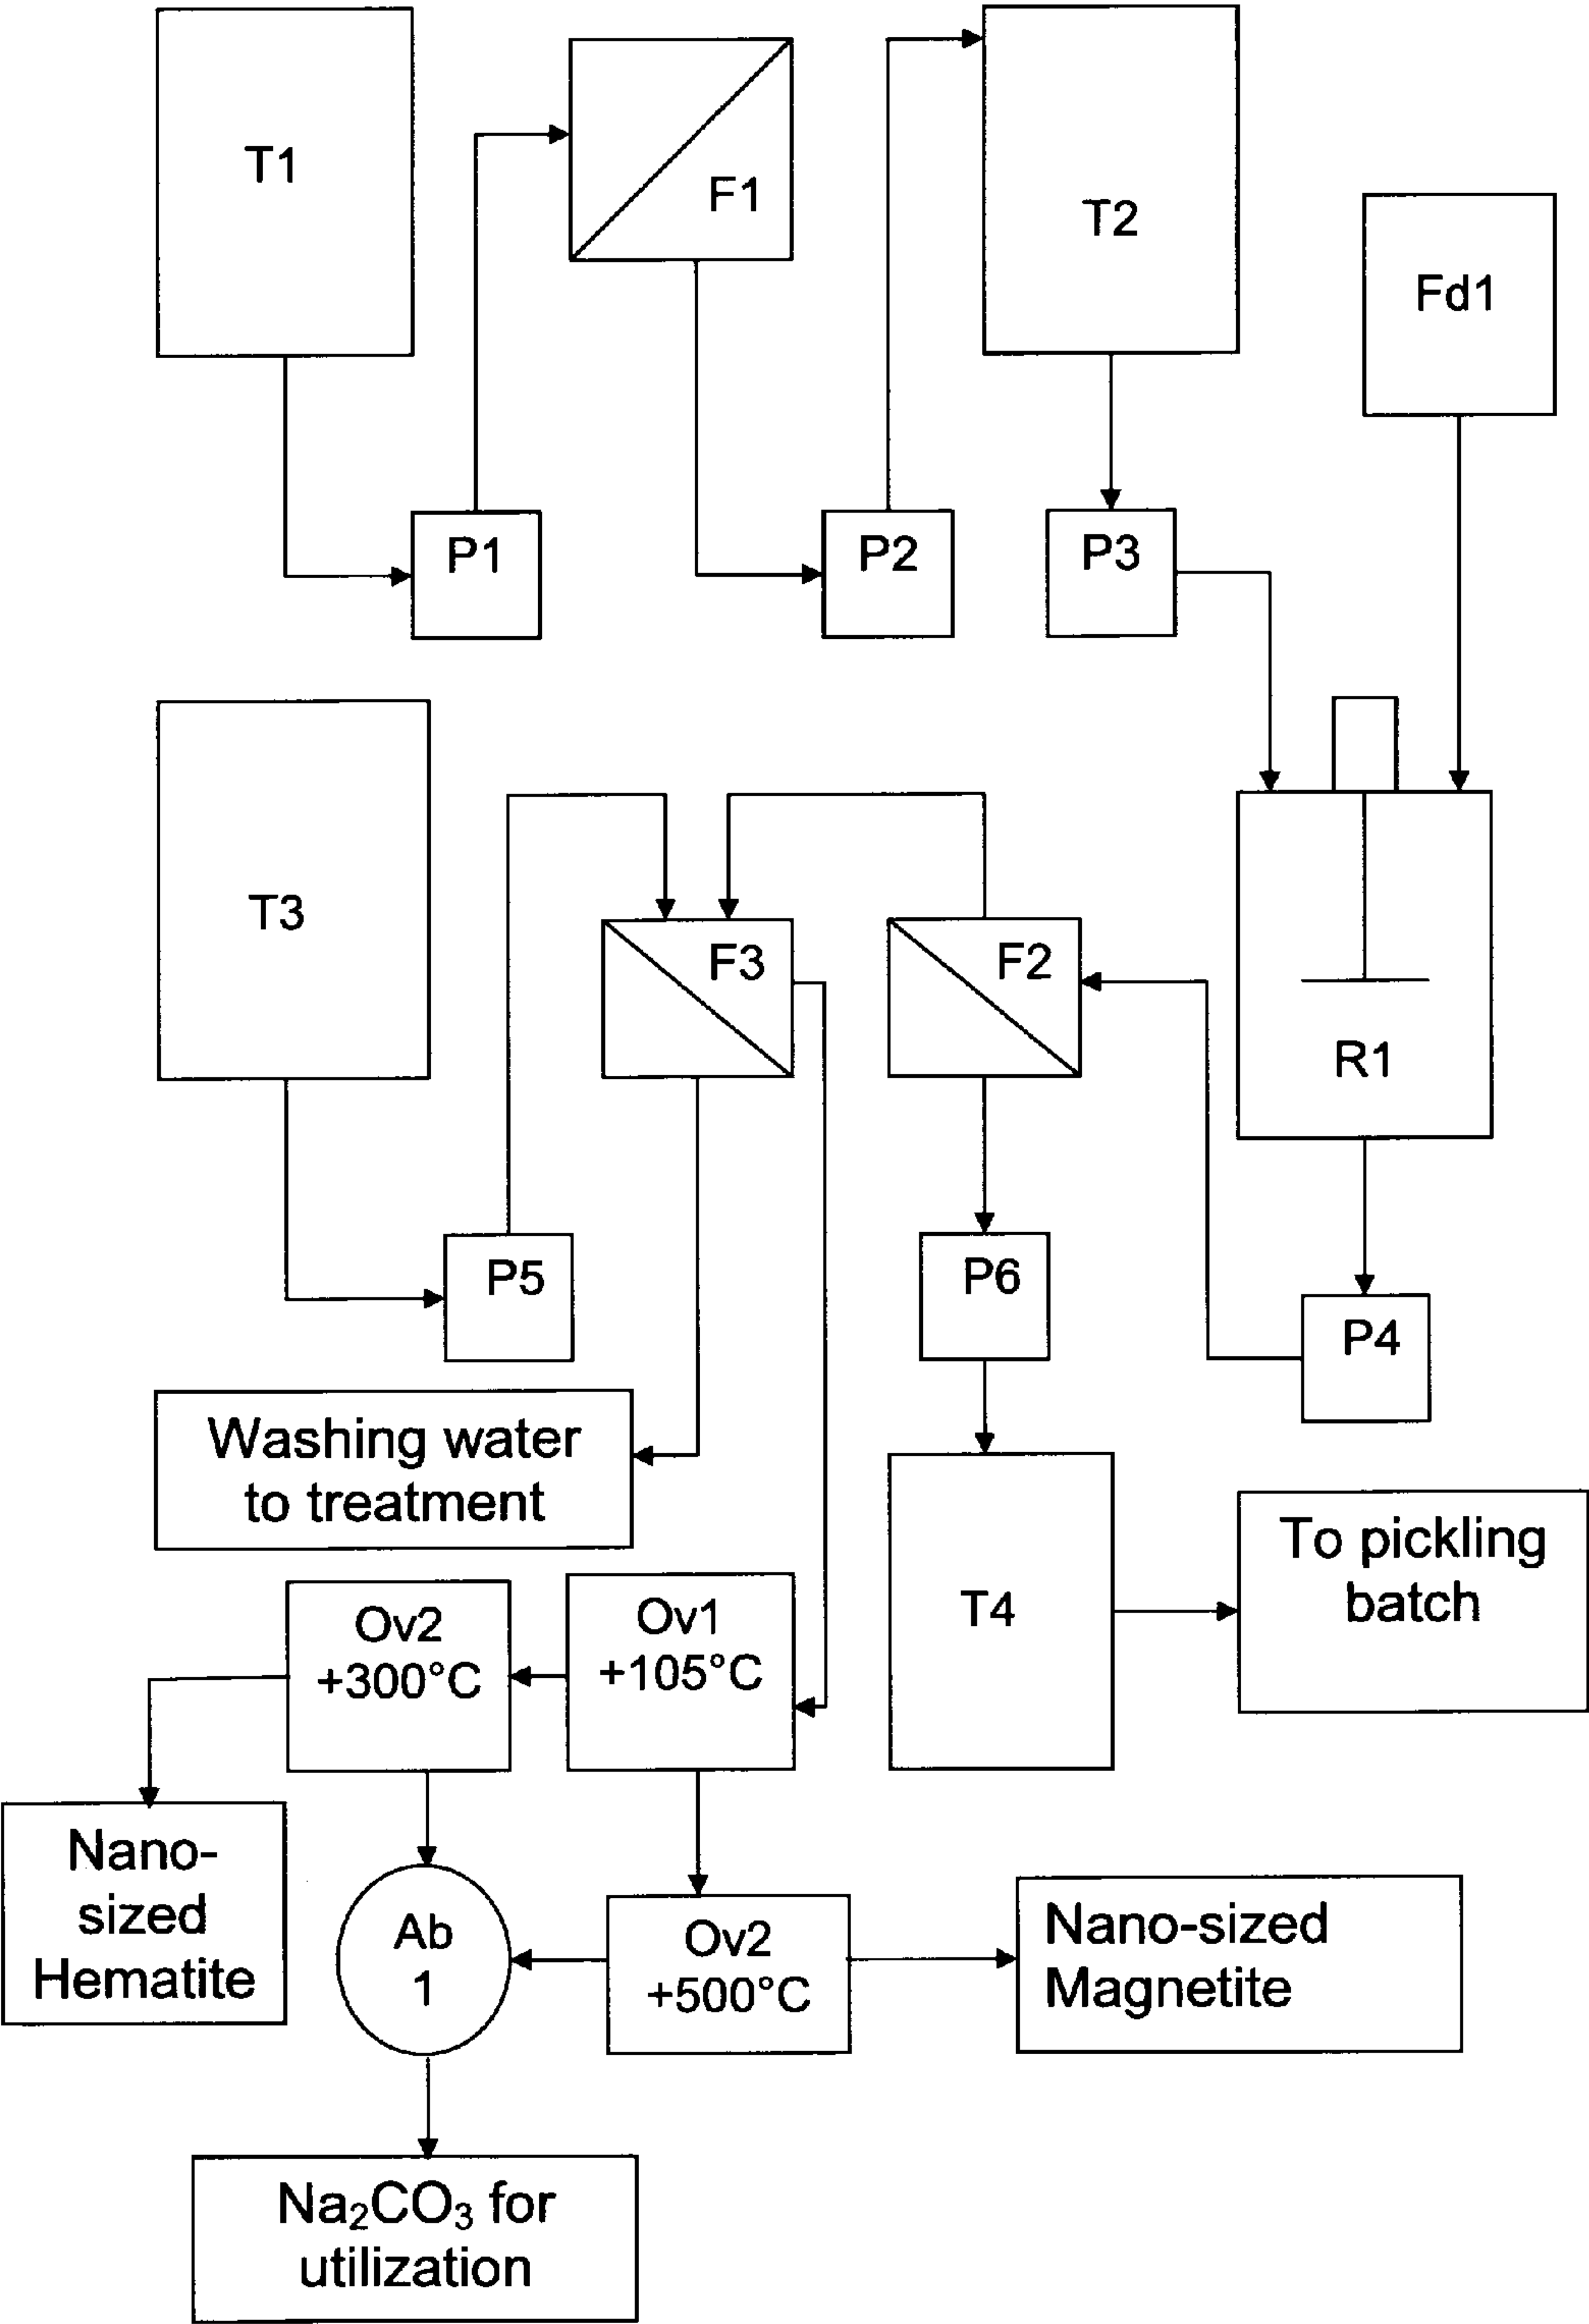 T1
F1
T2
Fd1
P1
P2
P3
T3
F3
F2
R1
P5
P6
P4
Washing water
to treatment
To pickling
batch
T4
Ov2
+300°C
Ov1
+105°C
Nano-
sized
Hematite
Ab
1
Ov2
+500°C
Nano-sized
Magnetite
Na₂CO₃ for
utilization